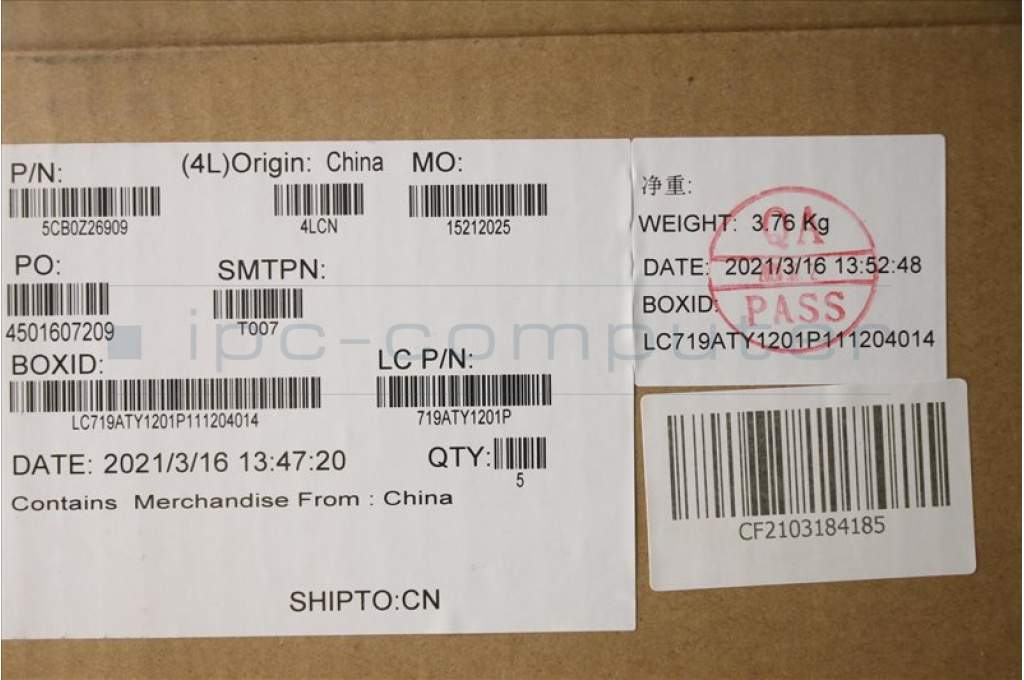 P/N:
5CB0Z26909
(4L)Origin: China
4LCN
MO:
15212025
PO:
4501607209
SMTPN:
T007
BOXID:
LC719ATY1201P111204014
LC P/N:
719ATY1201P
DATE: 2021/3/16 13:47:20
QTY:
5
Contains Merchandise From : China
SHIPTO:CN
净重:
WEIGHT: 3.76 Kg
DATE: 2021/3/16 13:52:48
BOXID:
LC719ATY1201P111204014
QA
PASS
CF2103184185
ipc-computer